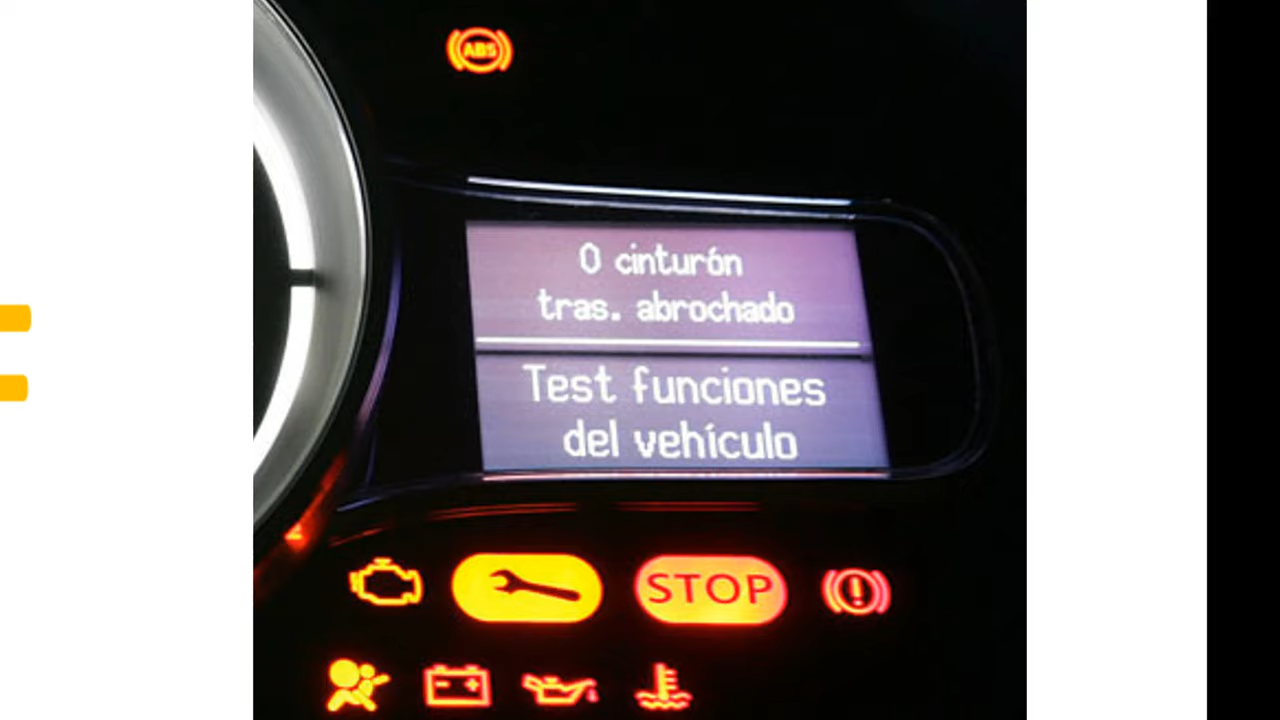 ABS
0 cinturón
tras. abrochado
Test funciones
del vehículo
STOP